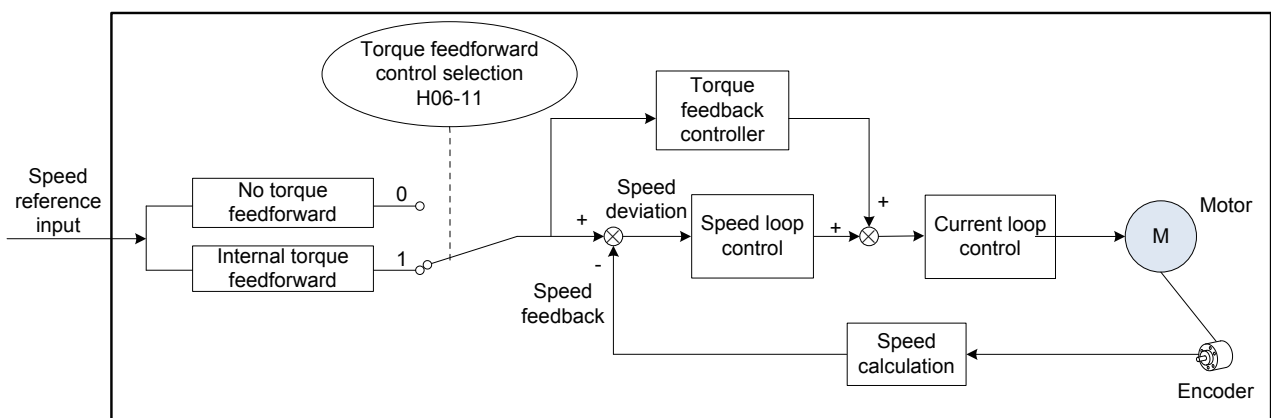 Torque feedforward
control selection
H06-11
Torque
feedback
controller
Speed
reference
input
No torque
feedforward
0
Internal torque
feedforward
1
+
-
Speed
deviation
Speed
feedback
Speed loop
control
+
+
Current loop
control
Motor
M
Speed
calculation
Encoder